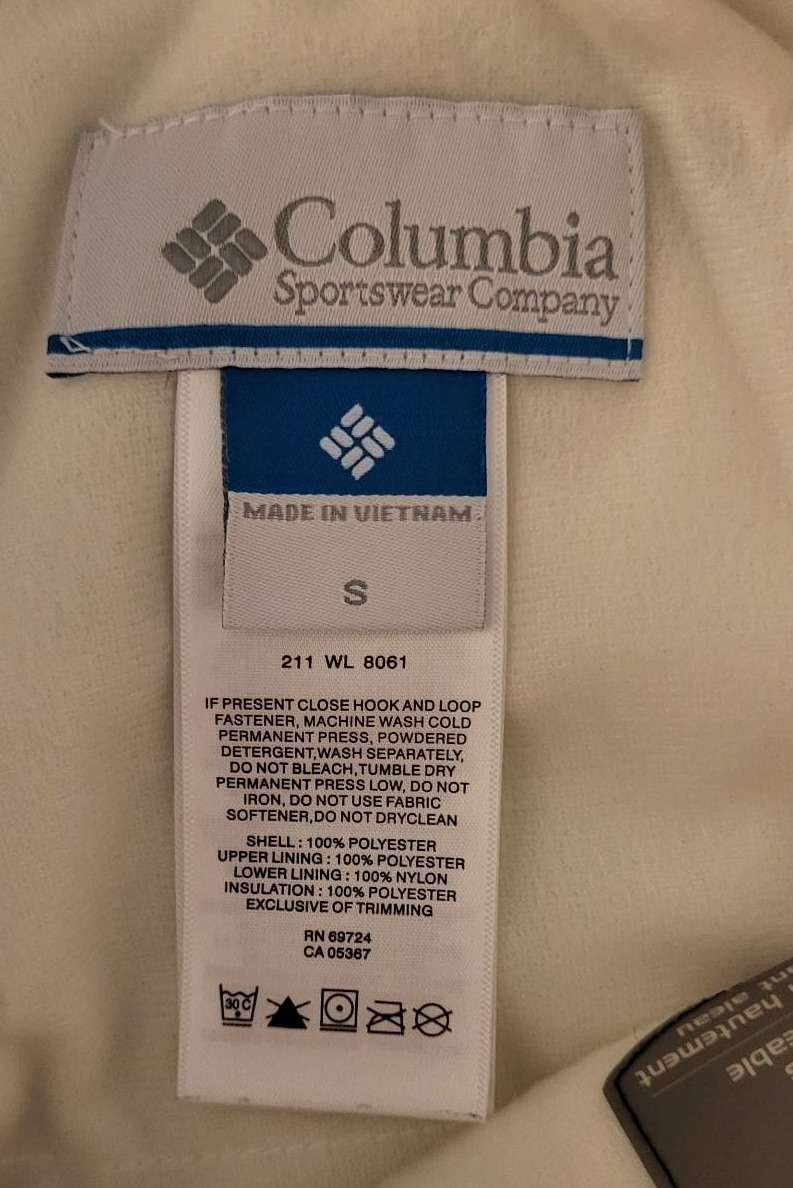 Columbia
Sportswear Company
MADE IN VIETNAM
S
211 WL 8061
IF PRESENT CLOSE HOOK AND LOOP
FASTENER, MACHINE WASH COLD
PERMANENT PRESS, POWDERED
DETERGENT,WASH SEPARATELY,
DO NOT BLEACH,TUMBLE DRY
PERMANENT PRESS LOW, DO NOT
IRON, DO NOT USE FABRIC
SOFTENER,DO NOT DRYCLEAN
SHELL : 100% POLYESTER
UPPER LINING : 100% POLYESTER
LOWER LINING : 100% NYLON
INSULATION : 100% POLYESTER
EXCLUSIVE OF TRIMMING
RN 69724
CA 05367
30 C
hautement